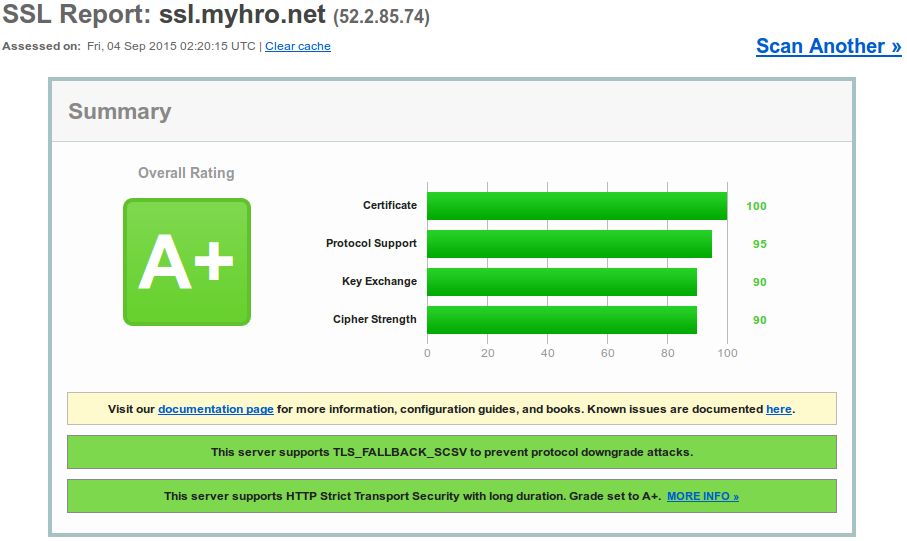 SSL Report: ssl.myhro.net (52.2.85.74)
Assessed on: Fri, 04 Sep 2015 02:20:15 UTC | Clear cache
Scan Another »
Summary
Overall Rating
A+
Certificate 100
Protocol Support 95
Key Exchange 90
Cipher Strength 90
0 20 40 60 80 100
Visit our documentation page for more information, configuration guides, and books. Known issues are documented here.
This server supports TLS_FALLBACK_SCSV to prevent protocol downgrade attacks.
This server supports HTTP Strict Transport Security with long duration. Grade set to A+. MORE INFO »